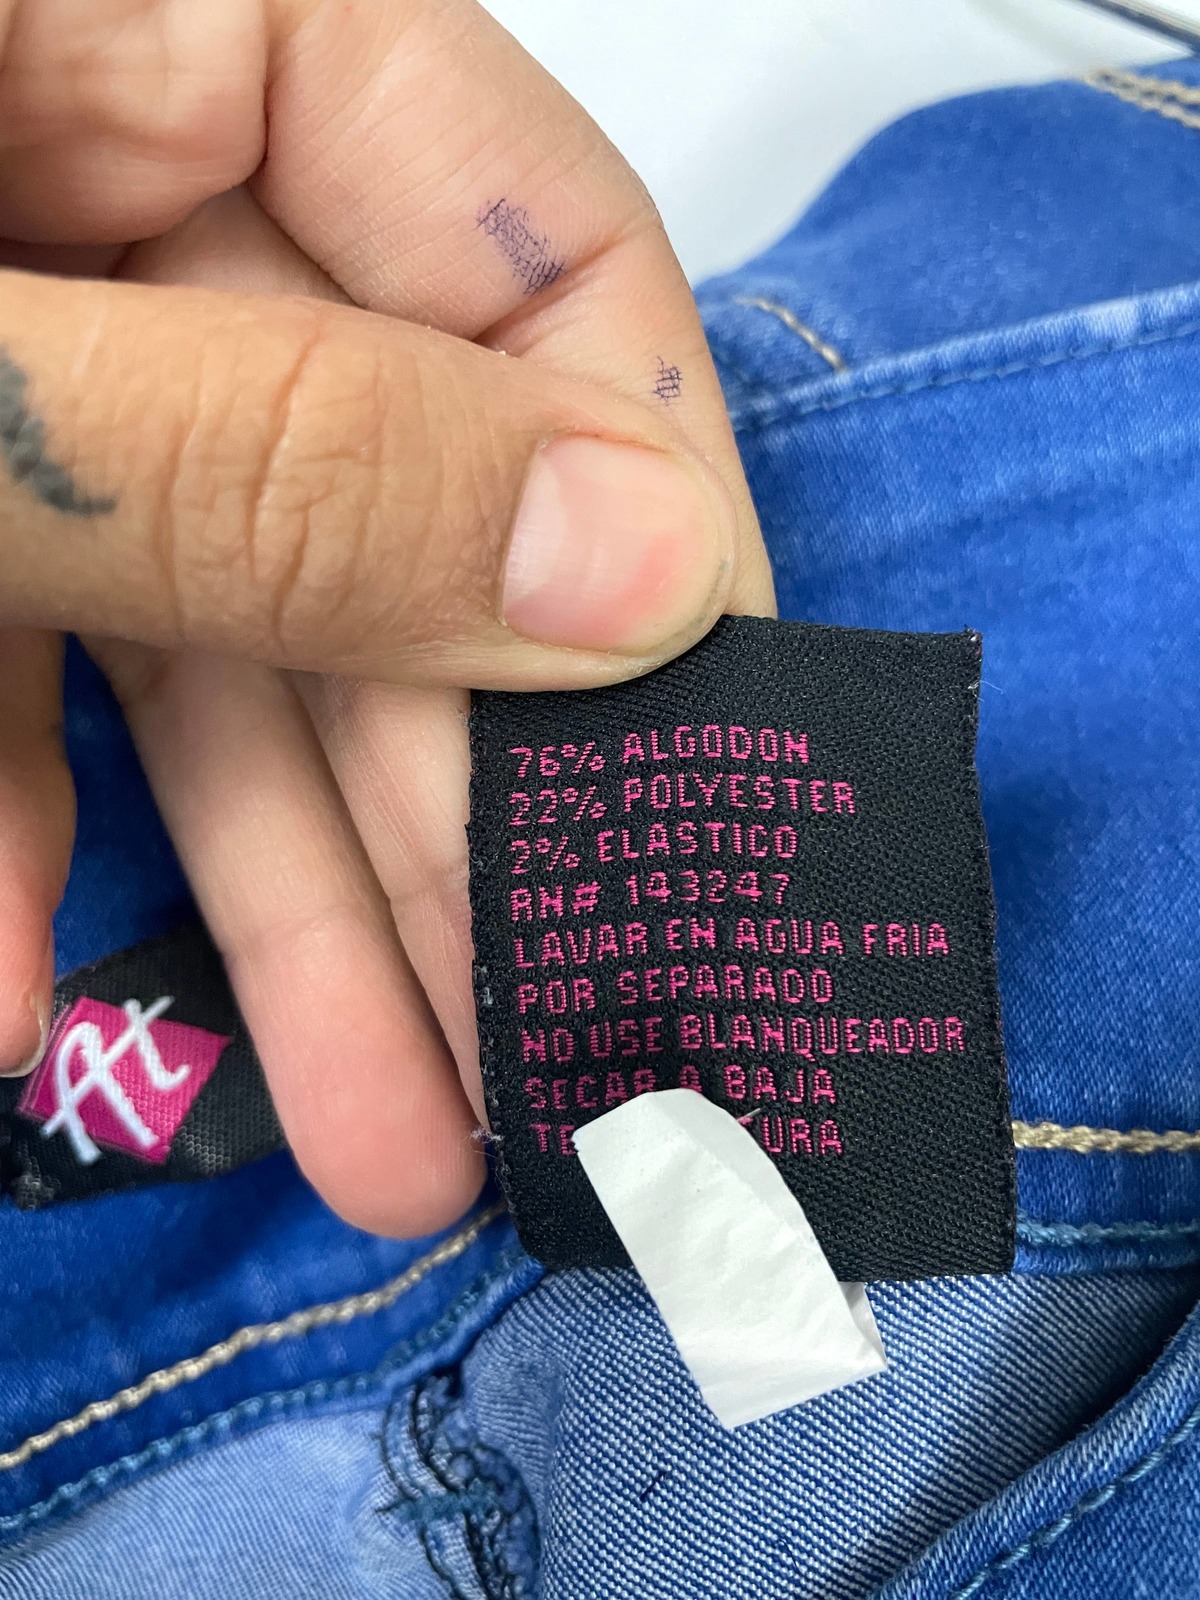 76% ALGODON
22% POLYESTER
2% ELASTICO
RN# 143247
LAVAR EN AGUA FRIA
POR SEPARADO
NO USE BLANQUEADOR
SECAR A BAJA